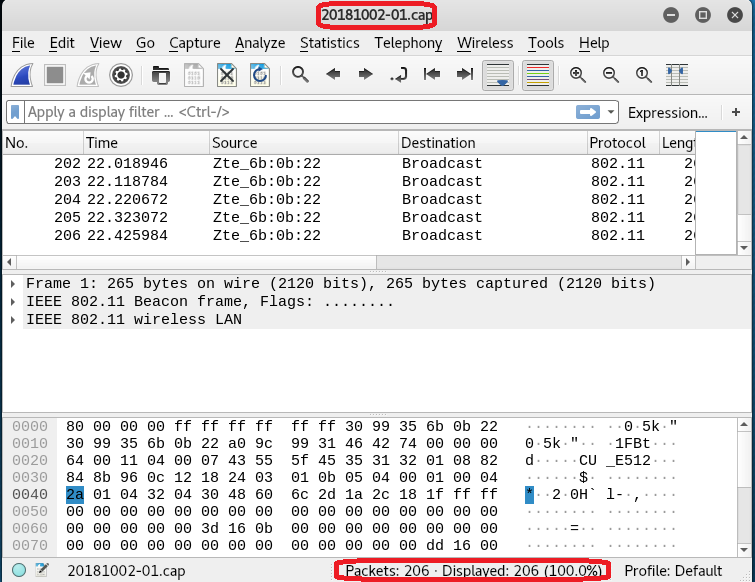 20181002-01.cap
File Edit View Go Capture Analyze Statistics Telephony Wireless Tools Help
Apply a display filter ... <Ctrl-/> Expression... +
No. Time Source Destination Protocol Lengt
202 22.018946 Zte_6b:0b:22 Broadcast 802.11 26
203 22.118784 Zte_6b:0b:22 Broadcast 802.11 26
204 22.220672 Zte_6b:0b:22 Broadcast 802.11 26
205 22.323072 Zte_6b:0b:22 Broadcast 802.11 26
206 22.425984 Zte_6b:0b:22 Broadcast 802.11 26
Frame 1: 265 bytes on wire (2120 bits), 265 bytes captured (2120 bits)
IEEE 802.11 Beacon frame, Flags: ........
IEEE 802.11 wireless LAN
0000 80 00 00 00 ff ff ff ff ff ff 30 99 35 6b 0b 22 ········ ··0·5k·"
0010 30 99 35 6b 0b 22 a0 9c 99 31 46 42 74 00 00 00 0·5k·"·· ·1FBt···
0020 64 00 11 04 00 07 43 55 5f 45 35 31 32 01 08 82 d·····CU _E512···
0030 84 8b 96 0c 12 18 24 03 01 0b 05 04 00 01 00 04 ······$· ········
0040 2a 01 04 32 04 30 48 60 6c 2d 1a 2c 18 1f ff ff *··2·0H` l-·,····
0050 00 00 00 00 00 00 00 00 00 00 00 00 00 00 00 00 ········ ········
0060 00 00 00 00 00 3d 16 0b 00 00 00 00 00 00 00 00 ·····=·· ········
0070 00 00 00 00 00 00 00 00 00 00 00 00 00 dd 16 00 ········ ········
20181002-01.cap Packets: 206 · Displayed: 206 (100.0%) Profile: Default